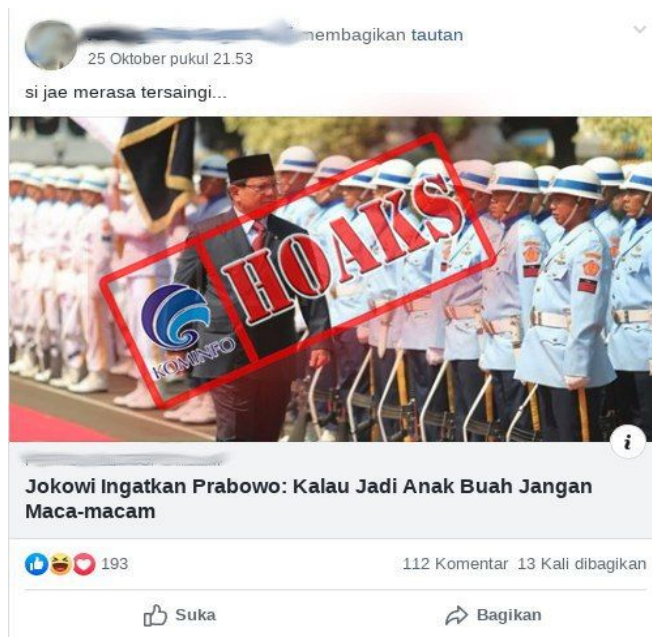 membagikan tautan
25 Oktober pukul 21.53
si jae merasa tersaingi...
HOAKS
KOMINFO
i
Jokowi Ingatkan Prabowo: Kalau Jadi Anak Buah Jangan
Maca-macam
193
112 Komentar 13 Kali dibagikan
Suka
Bagikan